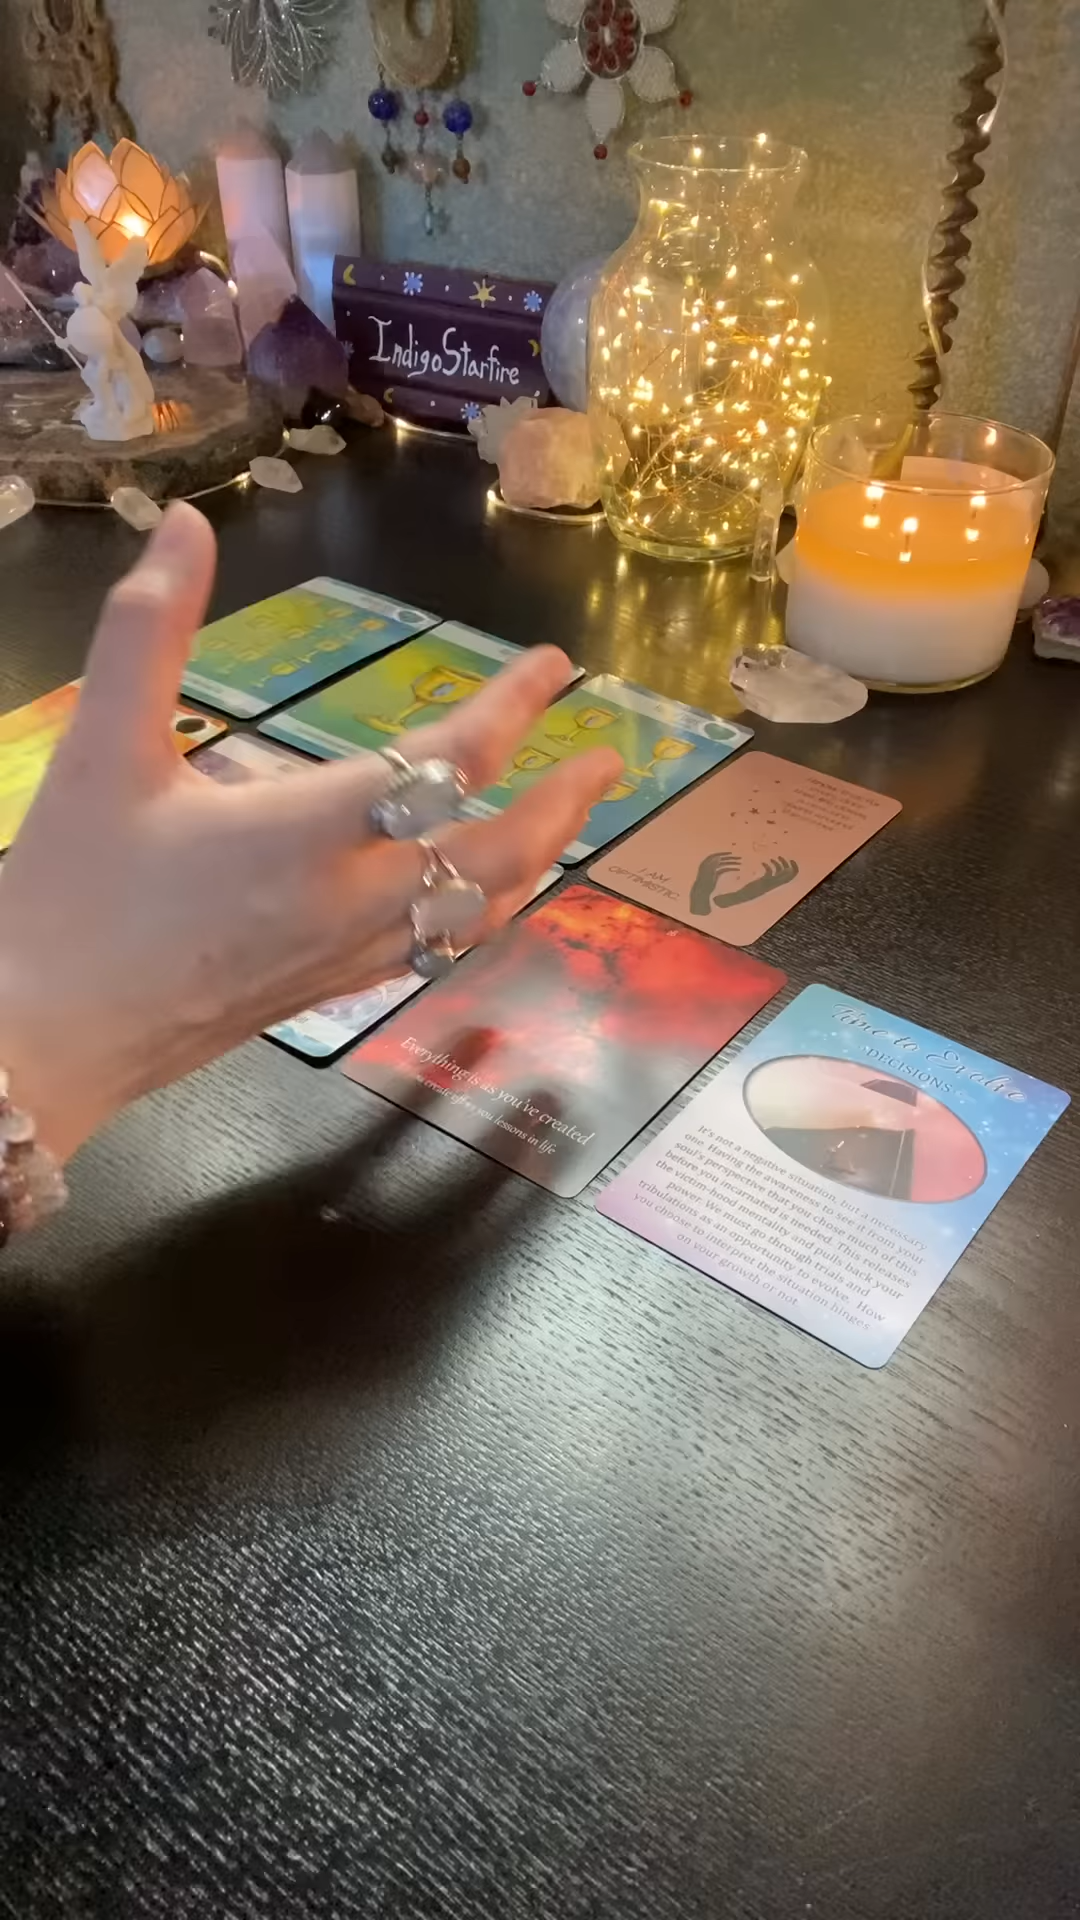 IndigoStarfire
I AM
OPTIMISTIC.
Everything is as you've created
you lessons in life
Time to Evolve
DECISIONS
It's not a negative situation, but a necessary
one. Having the awareness to see it from your
soul's perspective that you chose much of this
before you incarnated is needed. This releases
the victim-hood mentality and pulls back your
power. We must go through trials and
tribulations as an opportunity to evolve. How
you choose to interpret the situation hinges
on your growth or not.